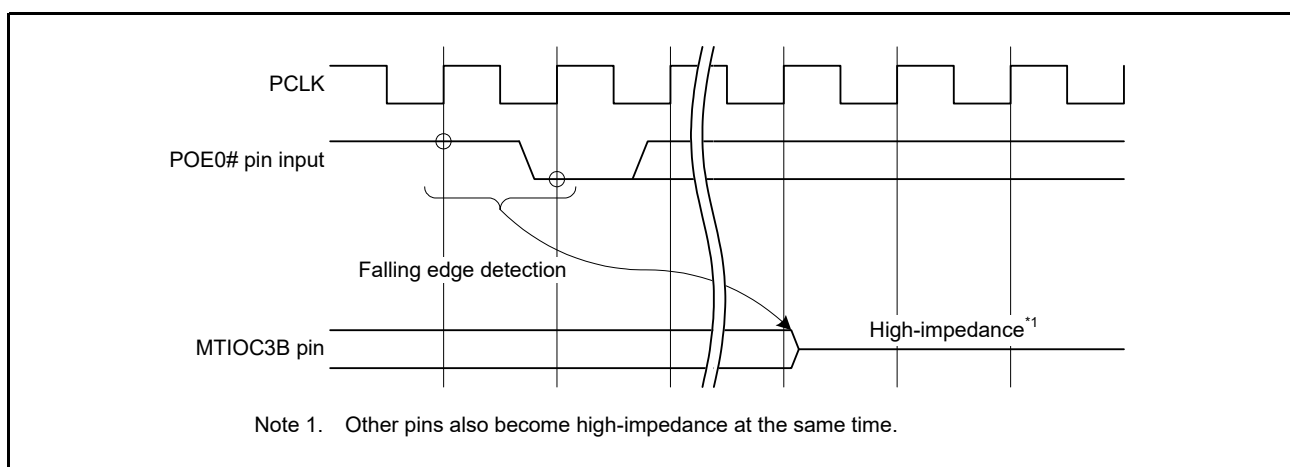 PCLK
POE0# pin input
Falling edge detection
High-impedance*1
MTIOC3B pin
Note 1. Other pins also become high-impedance at the same time.